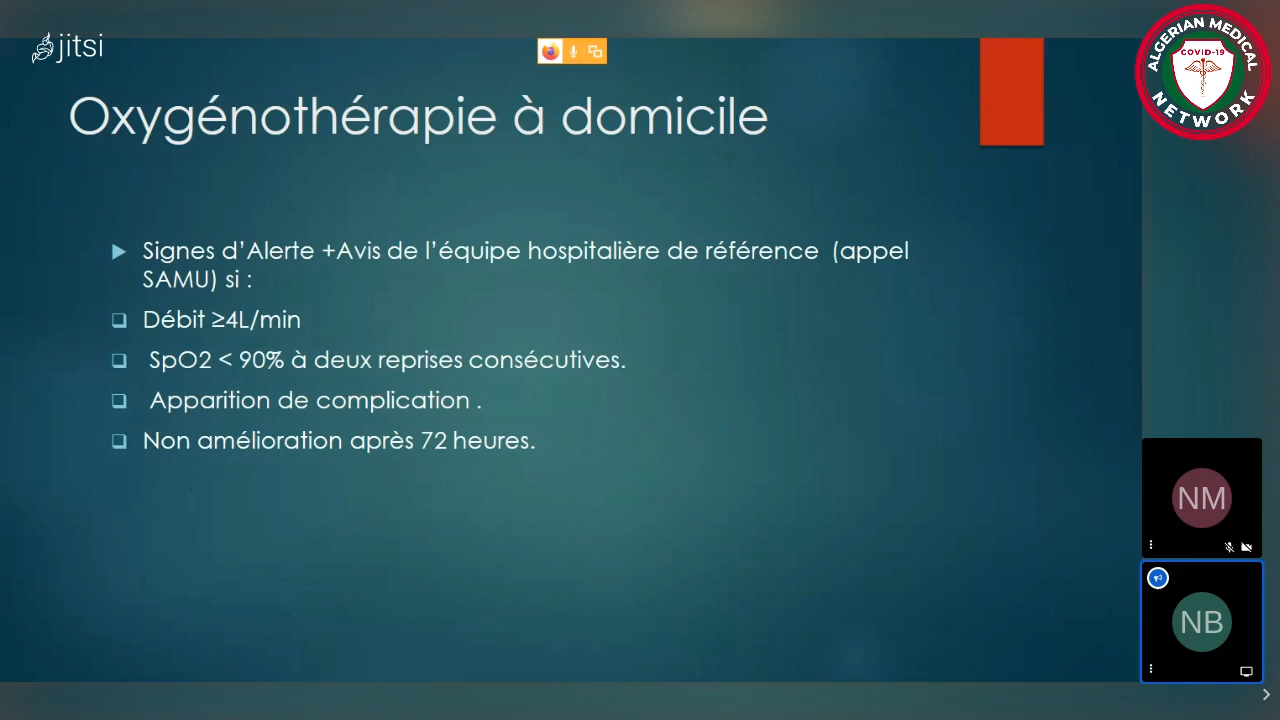 jitsi
ALGERIAN MEDICAL
COVID-19
NETWORK
Oxygénothérapie à domicile
Signes d’Alerte +Avis de l’équipe hospitalière de référence (appel
SAMU) si :
Débit ≥4L/min
SpO2 < 90% à deux reprises consécutives.
Apparition de complication .
Non amélioration après 72 heures.
NM
NB